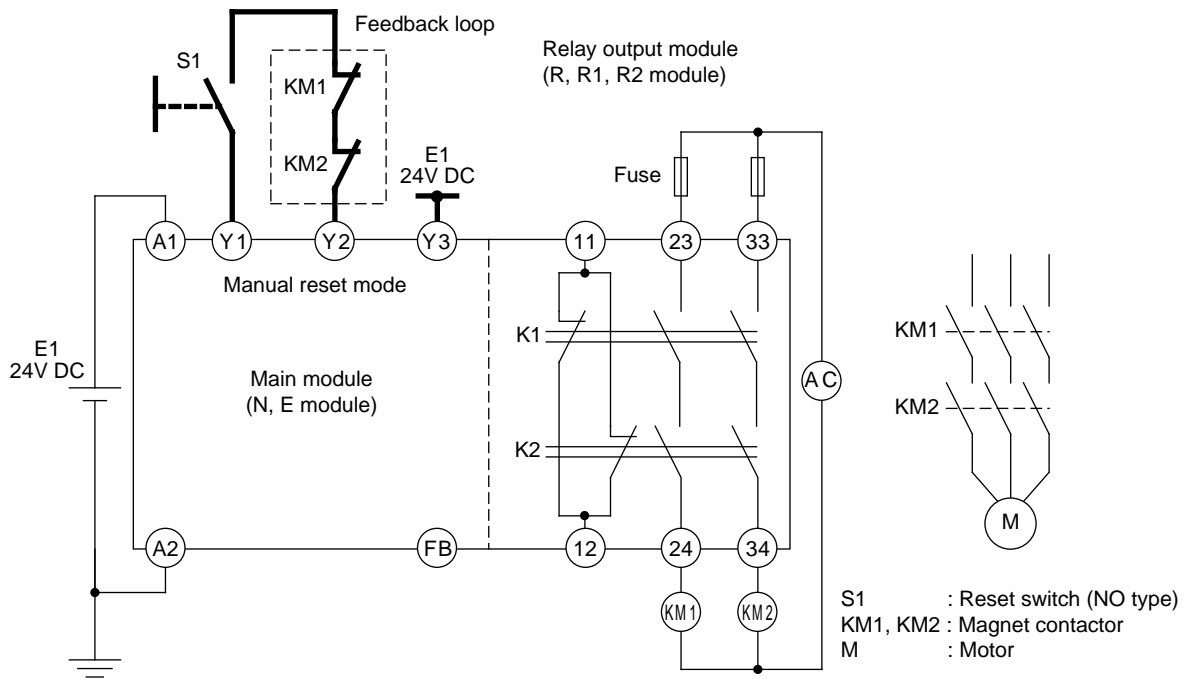 Feedback loop
Relay output module
(R, R1, R2 module)
S1
KM1
KM2
E1
24V DC
Fuse
A1
Y1
Y2
Y3
11
23
33
Manual reset mode
K1
KM1
E1
24V DC
Main module
(N, E module)
AC
KM2
K2
M
A2
FB
12
24
34
KM1
KM2
S1 : Reset switch (NO type)
KM1, KM2 : Magnet contactor
M : Motor